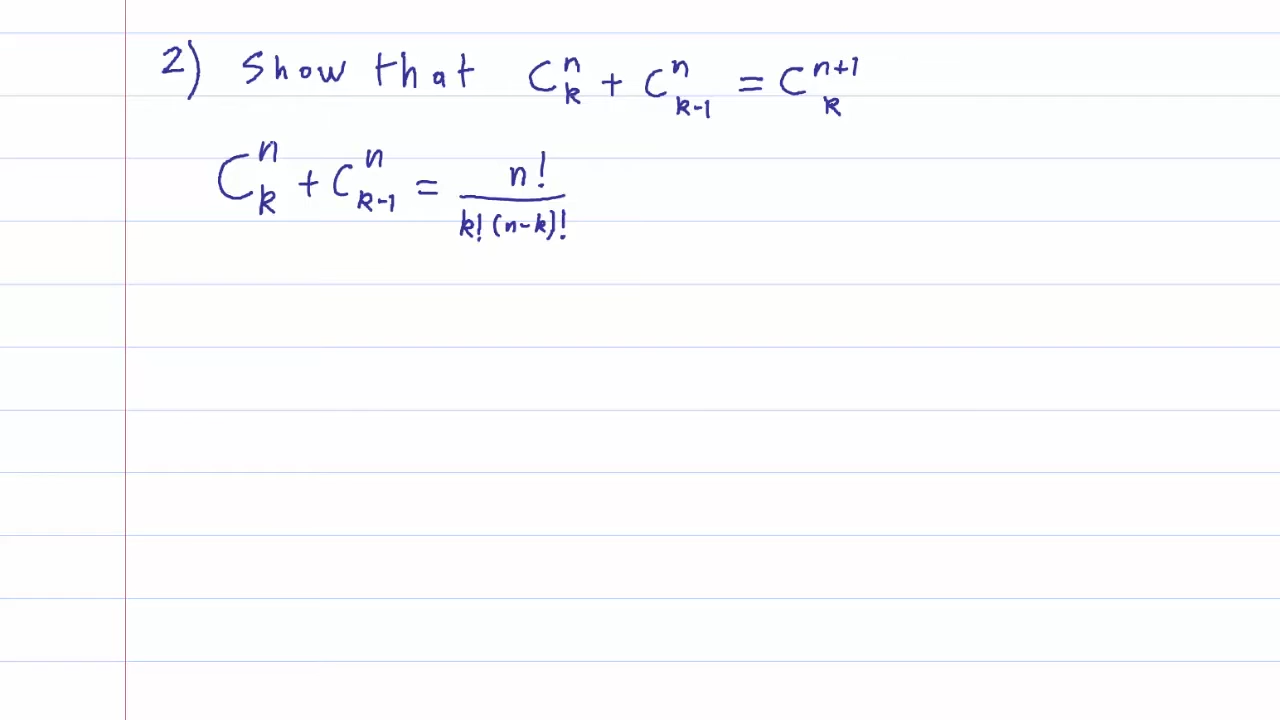 2) Show that C^n_k + C^n_{k-1} = C^{n+1}_k
C^n_k + C^n_{k-1} = n! / k! (n-k)!